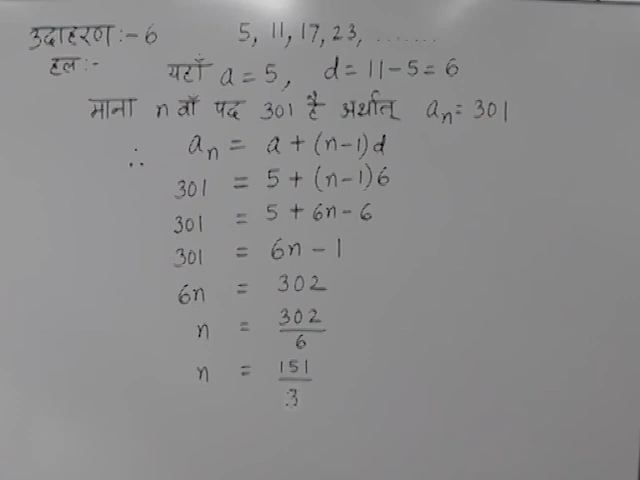 उदाहरण :- 6 5, 11, 17, 23, ........
हल :- यहाँ a = 5, d = 11 - 5 = 6
माना n वाँ पद 301 है अर्थात् aₙ = 301
∴ aₙ = a + (n-1)d
301 = 5 + (n-1)6
301 = 5 + 6n - 6
301 = 6n - 1
6n = 302
n = 302/6
n = 151/3